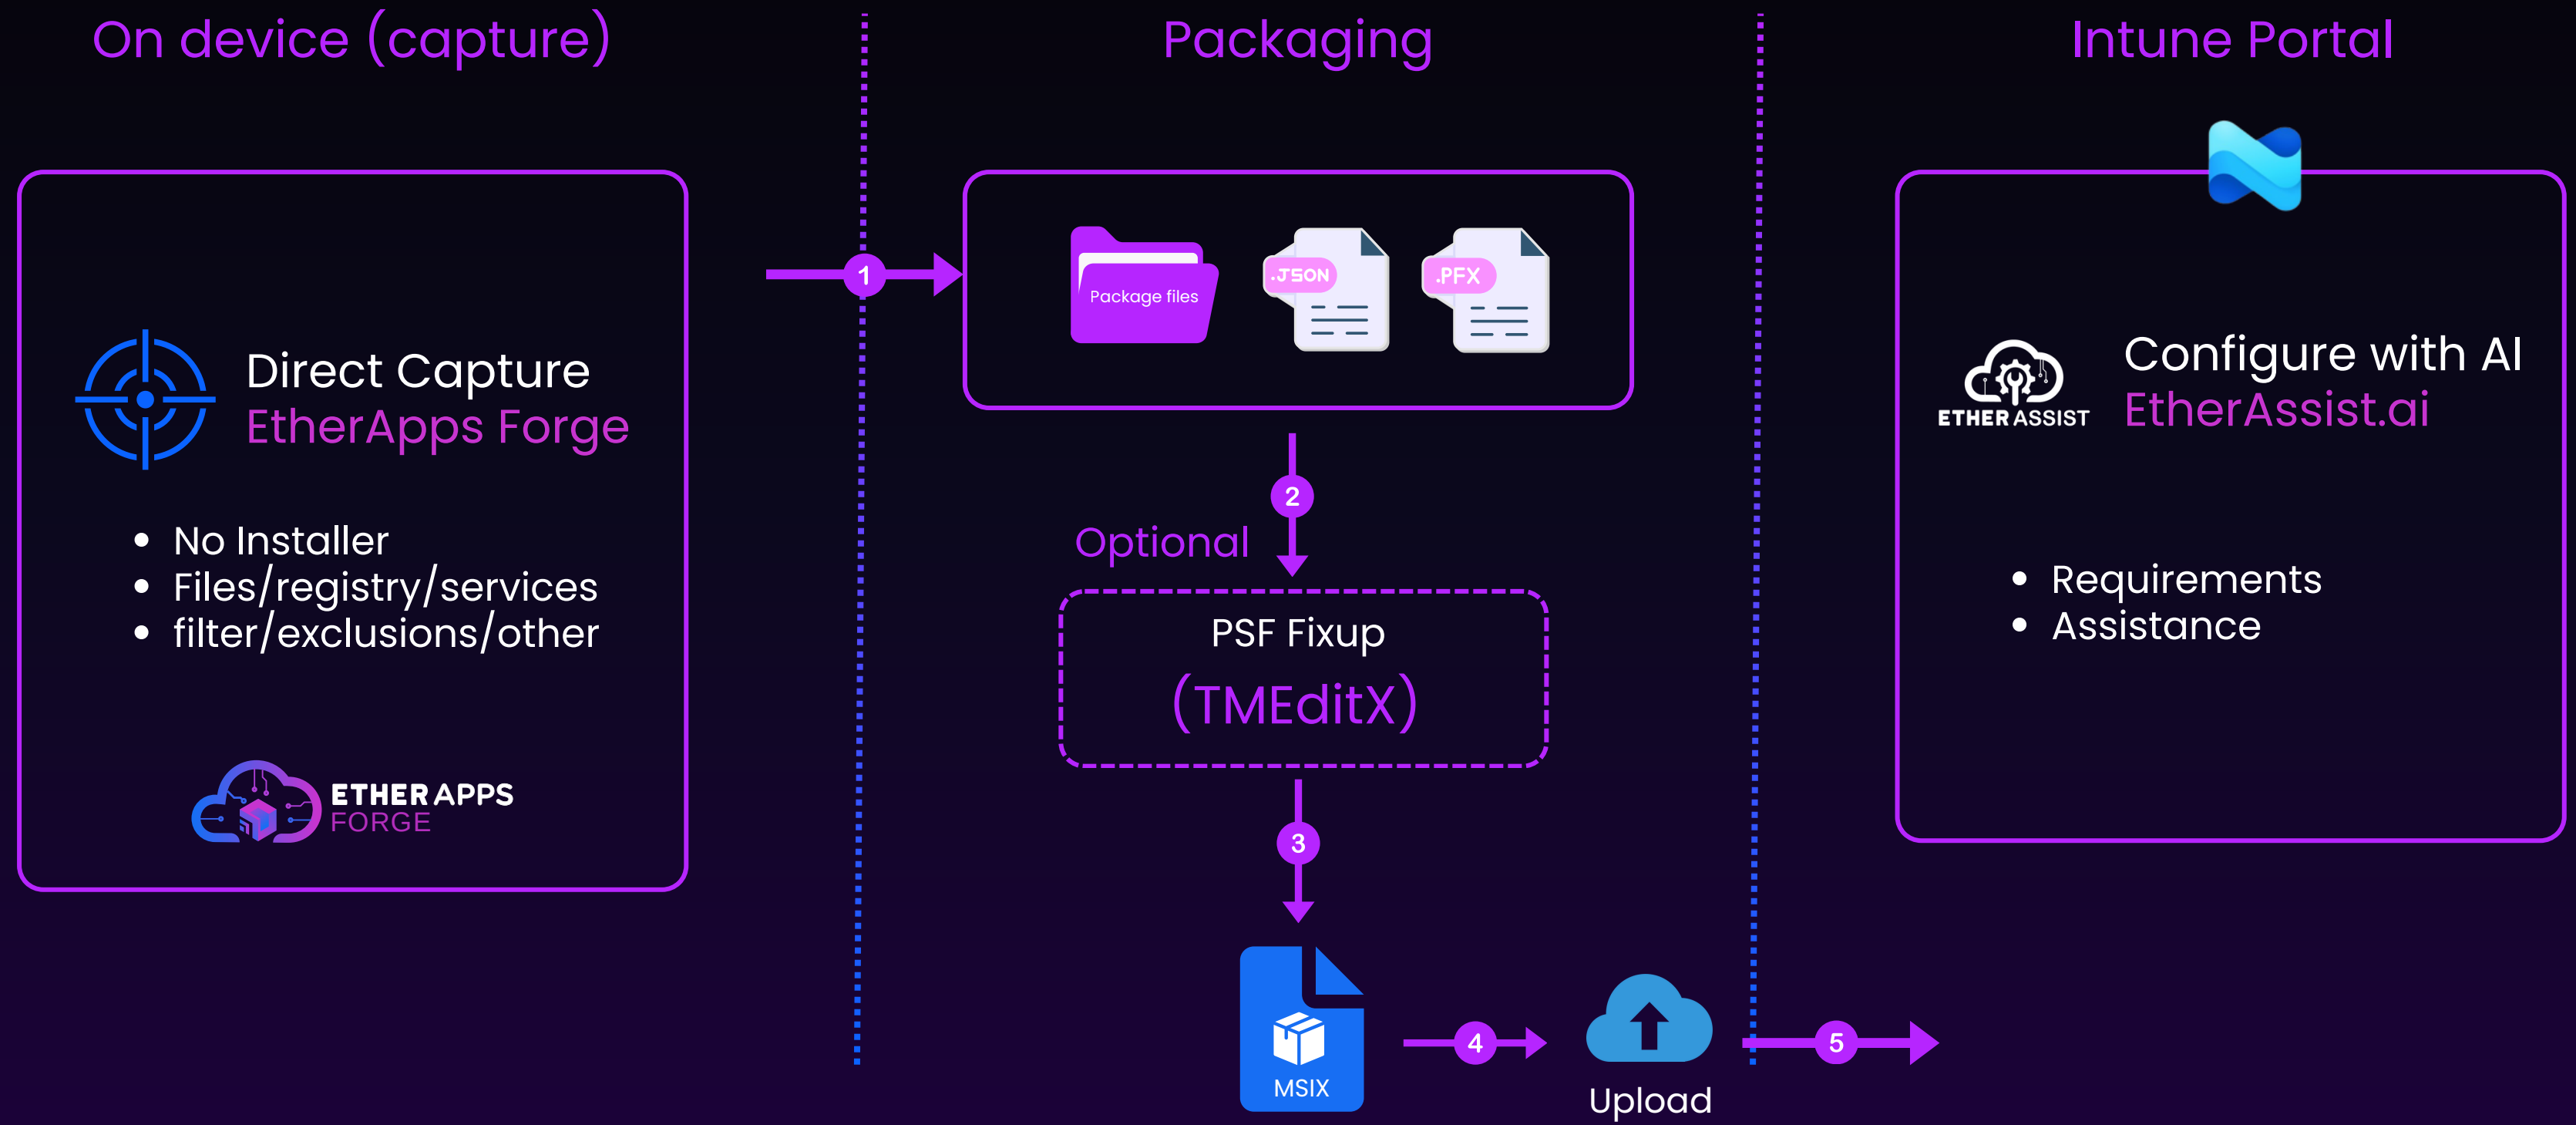 On device (capture)
Direct Capture
EtherApps Forge
• No Installer
• Files/registry/services
• filter/exclusions/other
ETHER APPS
FORGE
1
Packaging
Package files
.JSON
.PFX
2
Optional
PSF Fixup
(TMEditX)
3
MSIX
4
Upload
5
Intune Portal
ETHER ASSIST
Configure with AI
EtherAssist.ai
• Requirements
• Assistance